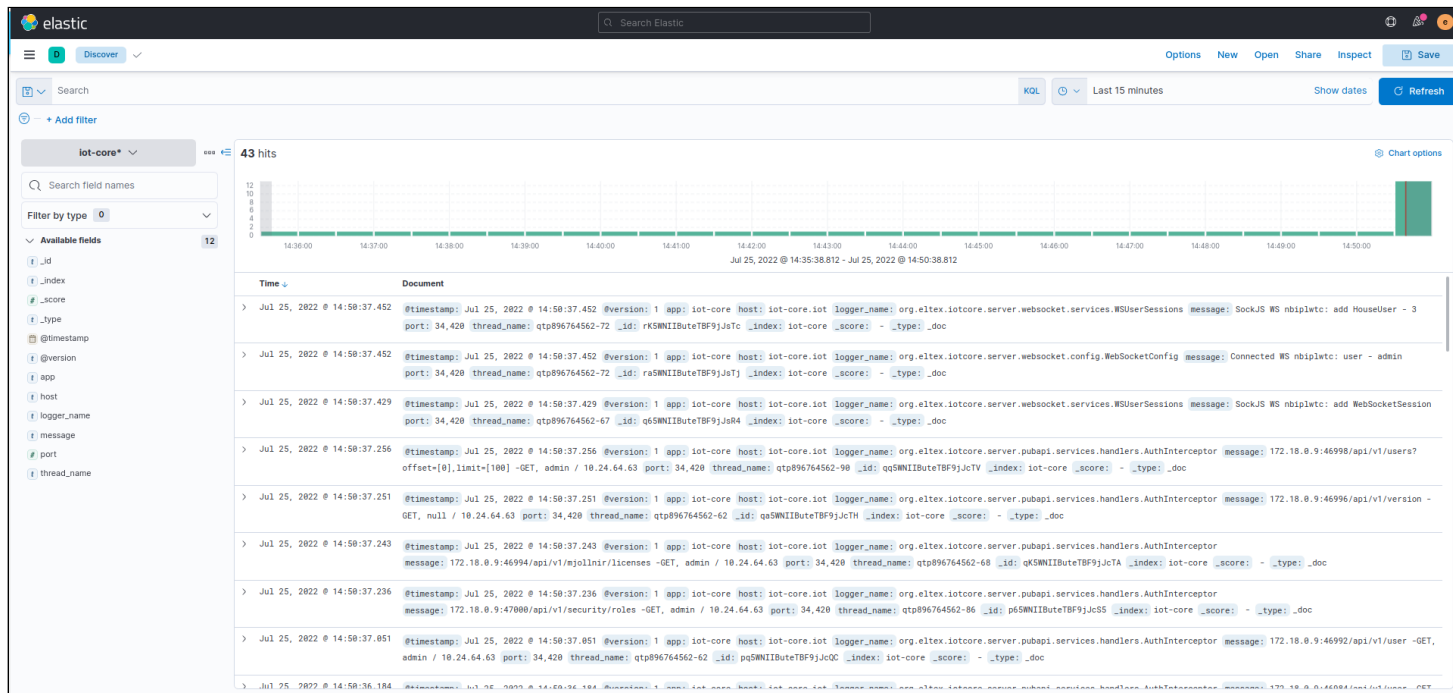 elastic
Search Elastic
e
D Discover Options New Open Share Inspect Save
Search KQL Last 15 minutes Show dates Refresh
+ Add filter
iot-core* 43 hits Chart options
Search field names
Filter by type 0
Available fields 12
t _id
t _index
# _score
t _type
@timestamp
t @version
t app
t host
t logger_name
t message
# port
t thread_name
12
10
8
6
4
2
0
14:36:00 14:37:00 14:38:00 14:39:00 14:40:00 14:41:00 14:42:00 14:43:00 14:44:00 14:45:00 14:46:00 14:47:00 14:48:00 14:49:00 14:50:00
Jul 25, 2022 @ 14:35:38.812 - Jul 25, 2022 @ 14:50:38.812
Time Document
Jul 25, 2022 @ 14:50:37.452 @timestamp: Jul 25, 2022 @ 14:50:37.452 @version: 1 app: iot-core host: iot-core.iot logger_name: org.eltex.iotcore.server.websocket.services.WSUserSessions message: SockJS WS nbiplwtc: add HouseUser - 3
port: 34,420 thread_name: qtp896764562-72 _id: rK5WNIIButeTBF9jJsTc _index: iot-core _score: - _type: _doc
Jul 25, 2022 @ 14:50:37.452 @timestamp: Jul 25, 2022 @ 14:50:37.452 @version: 1 app: iot-core host: iot-core.iot logger_name: org.eltex.iotcore.server.websocket.config.WebSocketConfig message: Connected WS nbiplwtc: user - admin
port: 34,420 thread_name: qtp896764562-72 _id: ra5WNIIButeTBF9jJsTj _index: iot-core _score: - _type: _doc
Jul 25, 2022 @ 14:50:37.429 @timestamp: Jul 25, 2022 @ 14:50:37.429 @version: 1 app: iot-core host: iot-core.iot logger_name: org.eltex.iotcore.server.websocket.services.WSUserSessions message: SockJS WS nbiplwtc: add WebSocketSession
port: 34,420 thread_name: qtp896764562-67 _id: q65WNIIButeTBF9jJsR4 _index: iot-core _score: - _type: _doc
Jul 25, 2022 @ 14:50:37.256 @timestamp: Jul 25, 2022 @ 14:50:37.256 @version: 1 app: iot-core host: iot-core.iot logger_name: org.eltex.iotcore.server.pubapi.services.handlers.AuthInterceptor message: 172.18.0.9:46998/api/v1/users?
offset=[0],limit=[100] -GET, admin / 10.24.64.63 port: 34,420 thread_name: qtp896764562-90 _id: qq5WNIIButeTBF9jJcTV _index: iot-core _score: - _type: _doc
Jul 25, 2022 @ 14:50:37.251 @timestamp: Jul 25, 2022 @ 14:50:37.251 @version: 1 app: iot-core host: iot-core.iot logger_name: org.eltex.iotcore.server.pubapi.services.handlers.AuthInterceptor message: 172.18.0.9:46996/api/v1/version -
GET, null / 10.24.64.63 port: 34,420 thread_name: qtp896764562-62 _id: qa5WNIIButeTBF9jJcTH _index: iot-core _score: - _type: _doc
Jul 25, 2022 @ 14:50:37.243 @timestamp: Jul 25, 2022 @ 14:50:37.243 @version: 1 app: iot-core host: iot-core.iot logger_name: org.eltex.iotcore.server.pubapi.services.handlers.AuthInterceptor
message: 172.18.0.9:46994/api/v1/mjollnir/licenses -GET, admin / 10.24.64.63 port: 34,420 thread_name: qtp896764562-68 _id: qK5WNIIButeTBF9jJcTA _index: iot-core _score: - _type: _doc
Jul 25, 2022 @ 14:50:37.236 @timestamp: Jul 25, 2022 @ 14:50:37.236 @version: 1 app: iot-core host: iot-core.iot logger_name: org.eltex.iotcore.server.pubapi.services.handlers.AuthInterceptor
message: 172.18.0.9:47000/api/v1/security/roles -GET, admin / 10.24.64.63 port: 34,420 thread_name: qtp896764562-86 _id: p65WNIIButeTBF9jJcS5 _index: iot-core _score: - _type: _doc
Jul 25, 2022 @ 14:50:37.051 @timestamp: Jul 25, 2022 @ 14:50:37.051 @version: 1 app: iot-core host: iot-core.iot logger_name: org.eltex.iotcore.server.pubapi.services.handlers.AuthInterceptor message: 172.18.0.9:46992/api/v1/user -GET,
admin / 10.24.64.63 port: 34,420 thread_name: qtp896764562-62 _id: pq5WNIIButeTBF9jJcQC _index: iot-core _score: - _type: _doc
Jul 25, 2022 @ 14:50:36.184